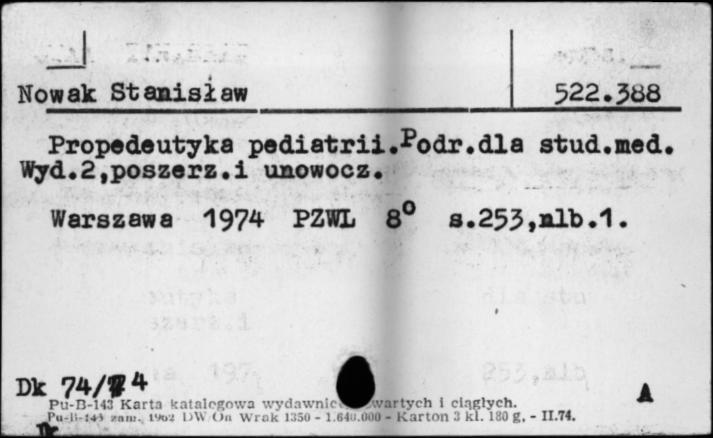 Nowak Stanisław 522.388
Propedeutyka pediatrii.Podr.dla stud.med.
Wyd.2,poszerz.i unowocz.
Warszawa 1974 PZWL 8° s.253,nlb.1.
Dk 74/ 4 A
Pu-B-143 Karta katalogowa ciągłych.
Pu-B-143 zam. 1962 DW On Wrak 1350 - 1.640.000 - Karton 3 kl. 180 g. - II.74.